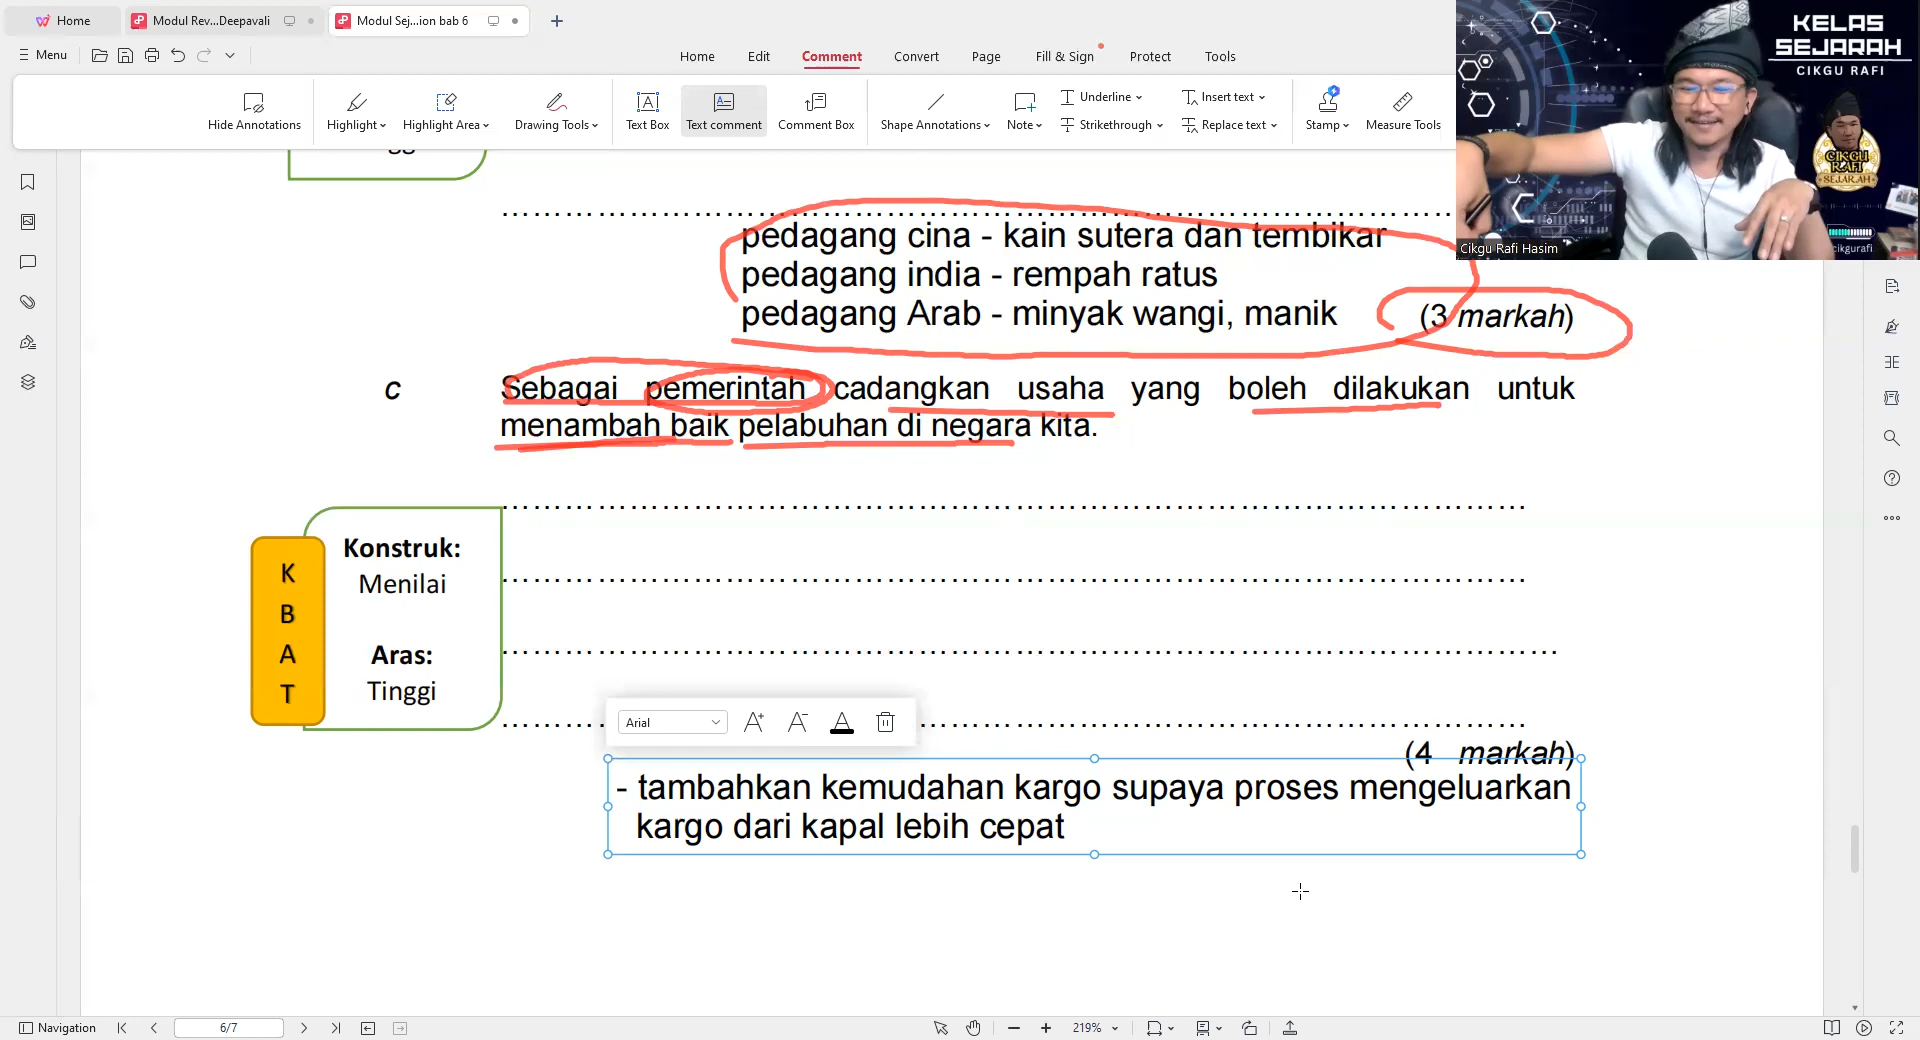 Home
Modul Rev...Deepavali
Modul Sej...ion bab 6
Menu
Home
Edit
Comment
Convert
Page
Fill & Sign
Protect
Tools
Hide Annotations
Highlight
Highlight Area
Drawing Tools
Text Box
Text comment
Comment Box
Shape Annotations
Note
Underline
Strikethrough
Insert text
Replace text
Stamp
Measure Tools
KELAS
SEJARAH
CIKGU RAFI
CIKGU
RAFI
SEJARAH
cikgurafi
Cikgu Rafi Hasim
pedagang cina - kain sutera dan tembikar
pedagang india - rempah ratus
pedagang Arab - minyak wangi, manik
(3 markah)
c
Sebagai pemerintah cadangkan usaha yang boleh dilakukan untuk
menambah baik pelabuhan di negara kita.
KBAT
Konstruk:
Menilai
Aras:
Tinggi
Arial
(4 markah)
- tambahkan kemudahan kargo supaya proses mengeluarkan
kargo dari kapal lebih cepat
Navigation
6/7
219%